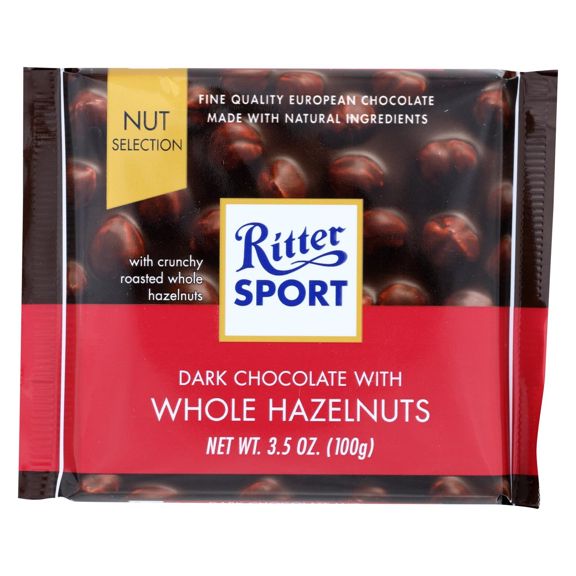 NUT
SELECTION
FINE QUALITY EUROPEAN CHOCOLATE
MADE WITH NATURAL INGREDIENTS
with crunchy
roasted whole
hazelnuts
Ritter
SPORT
DARK CHOCOLATE WITH
WHOLE HAZELNUTS
NET WT. 3.5 OZ. (100g)